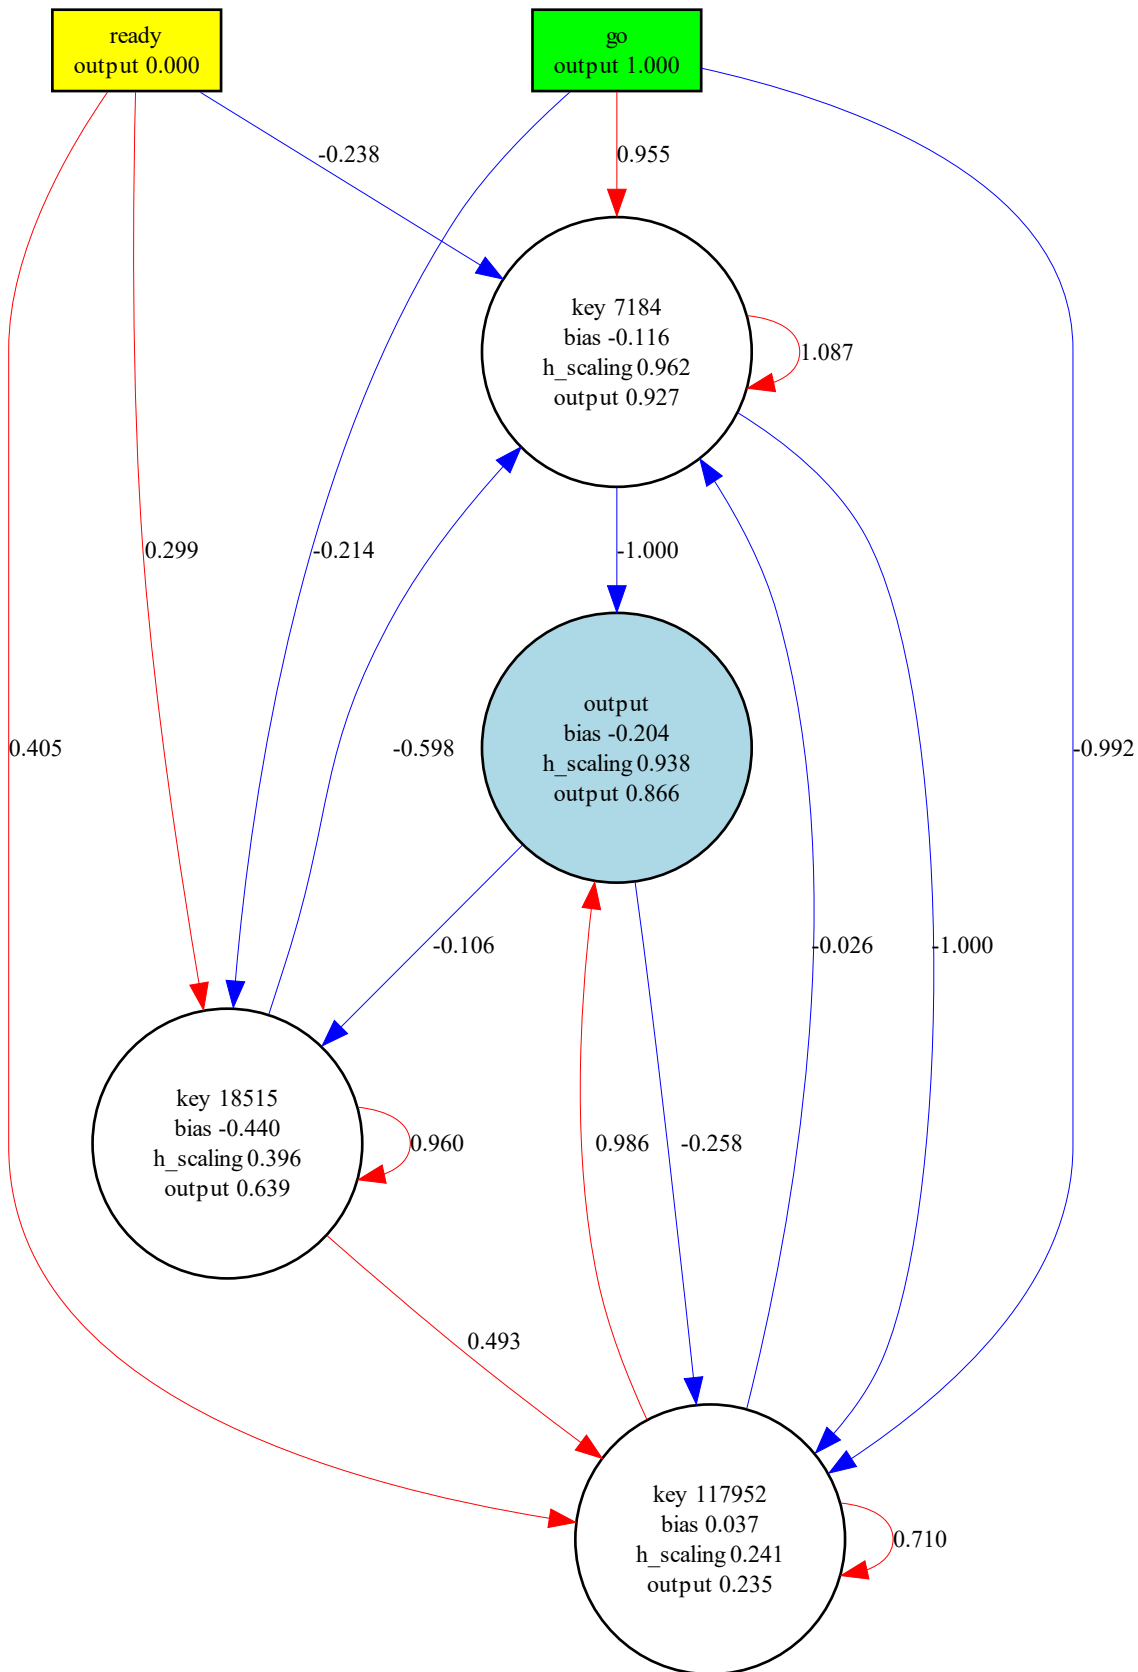 ready
output 0.000
go
output 1.000
-0.238
0.955
key 7184
bias -0.116
h_scaling 0.962
output 0.927
1.087
0.299
-0.214
-1.000
output
bias -0.204
h_scaling 0.938
output 0.866
0.405
-0.598
-0.992
-0.106
-0.026
-1.000
key 18515
bias -0.440
h_scaling 0.396
output 0.639
0.960
0.986
-0.258
0.493
key 117952
bias 0.037
h_scaling 0.241
output 0.235
0.710